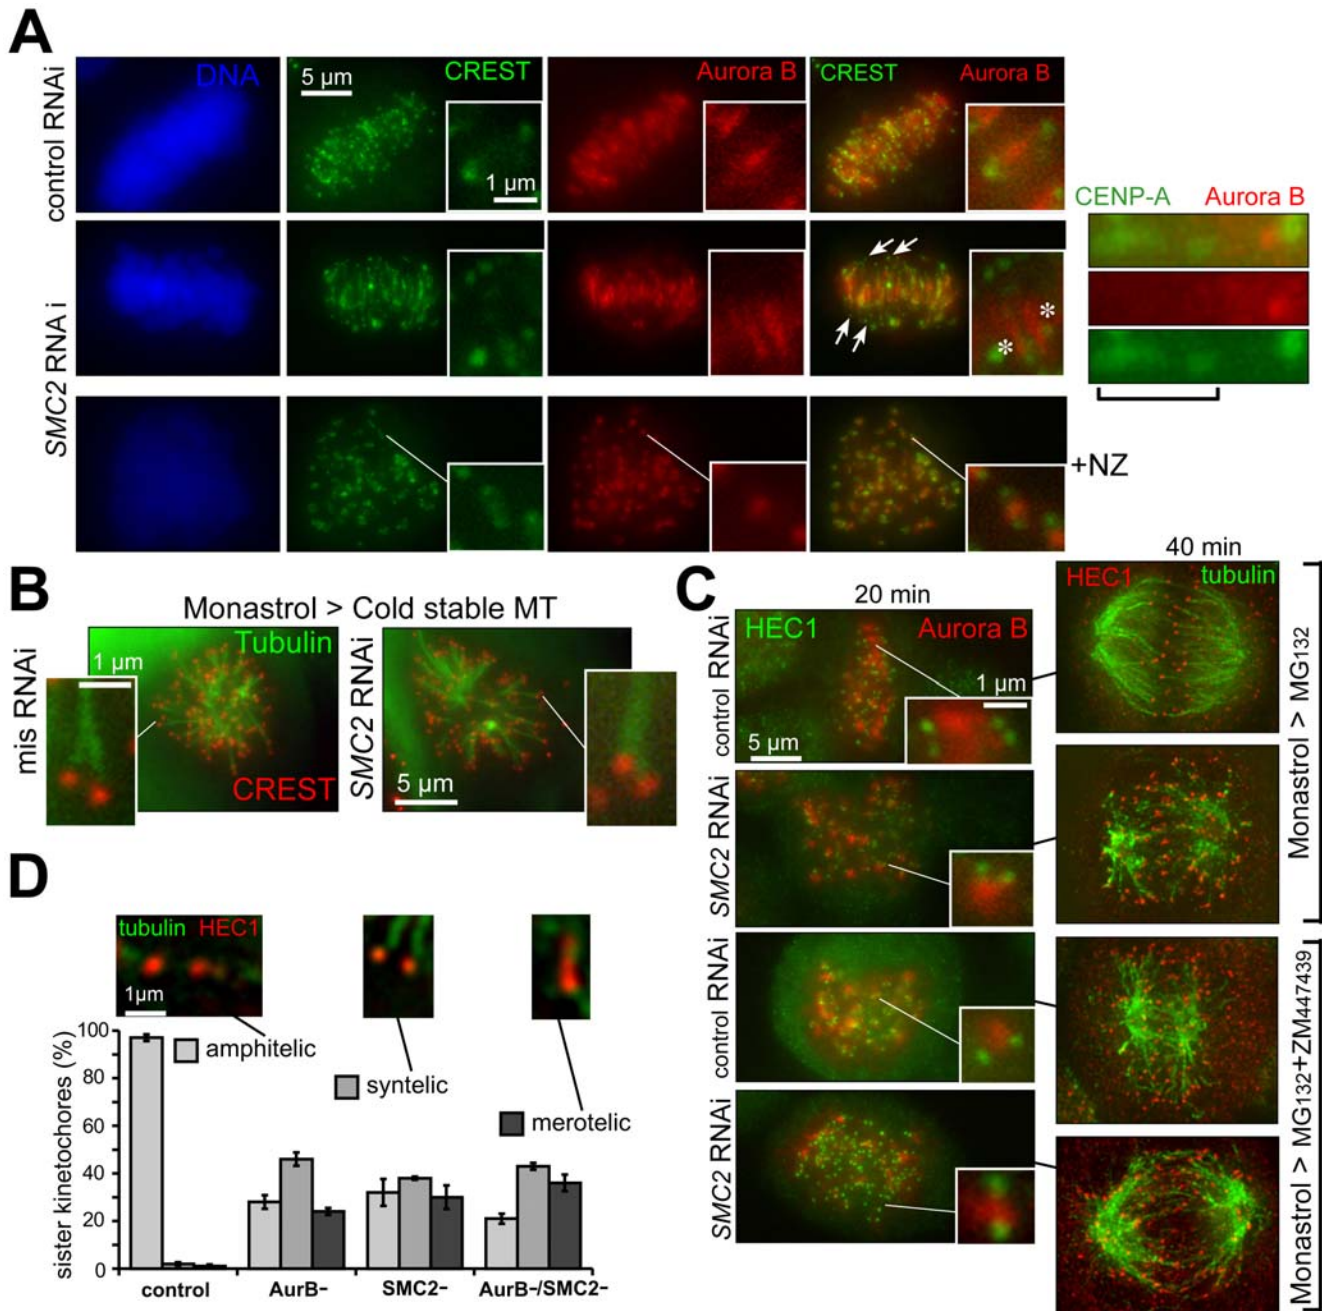 A
DNA
CREST
Aurora B
CREST
Aurora B
5 µm
1 µm
control RNAi
SMC2 RNA i
CENP-A
Aurora B
*
*
+NZ
B
Monastrol > Cold stable MT
mis RNAi
Tubulin
1 µm
CREST
SMC2 RNAi
5 µm
C
20 min
40 min
control RNAi
HEC1
Aurora B
5 µm
1 µm
HEC1
tubulin
SMC2 RNAi
control RNAi
SMC2 RNAi
Monastrol > MG132
Monastrol > MG132+ZM447439
D
tubulin
HEC1
1µm
sister kinetochores (%)
100
80
60
40
20
0
amphitelic
syntelic
merotelic
control
AurB-
SMC2-
AurB-/SMC2-